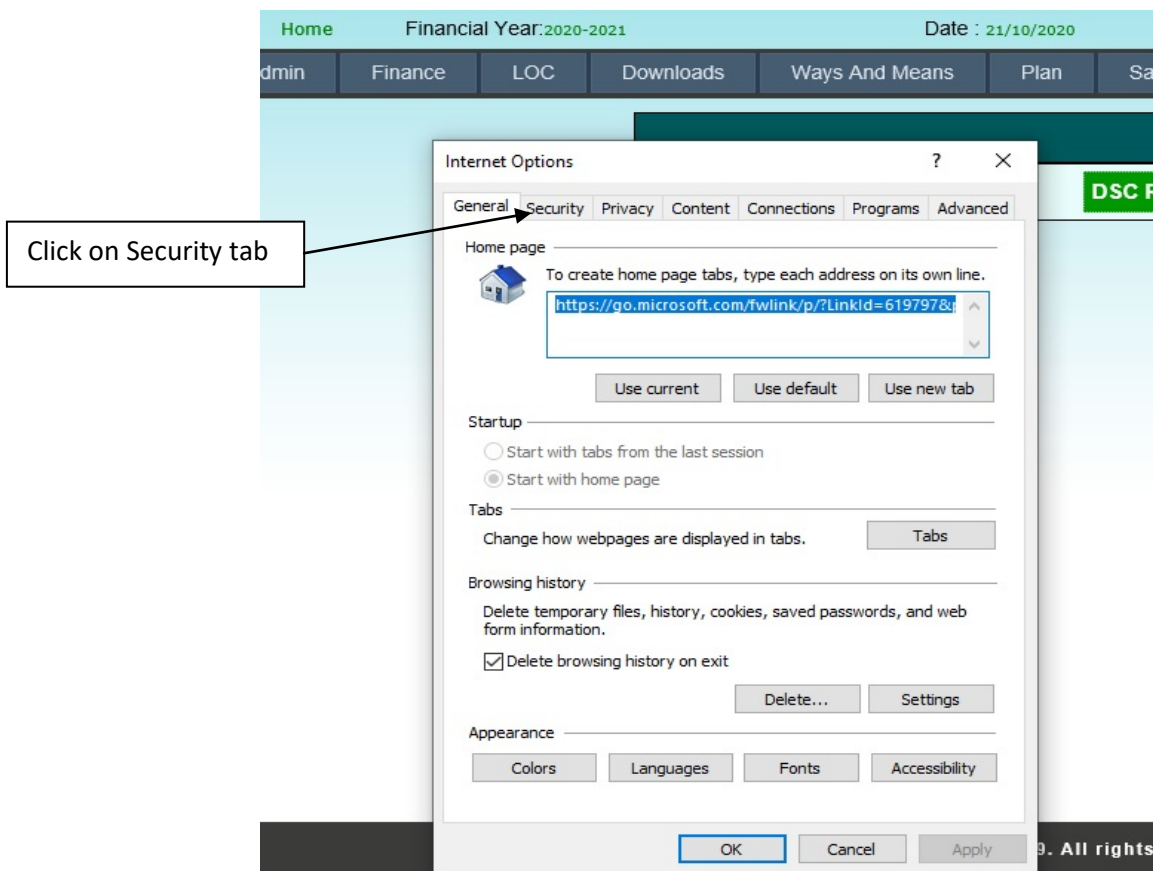 Home Financial Year:2020-2021 Date : 21/10/2020
dmin Finance LOC Downloads Ways And Means Plan Sa
Internet Options ?
DSC
General Security Privacy Content Connections Programs Advanced
Click on Security tab
Home page
To create home page tabs, type each address on its own line.
https://go.microsoft.com/fwlink/p/?LinkId=619797&
Use current Use default Use new tab
Startup
Start with tabs from the last session
Start with home page
Tabs
Change how webpages are displayed in tabs. Tabs
Browsing history
Delete temporary files, history, cookies, saved passwords, and web
form information.
Delete browsing history on exit
Delete... Settings
Appearance
Colors Languages Fonts Accessibility
OK Cancel Apply
9. All rights